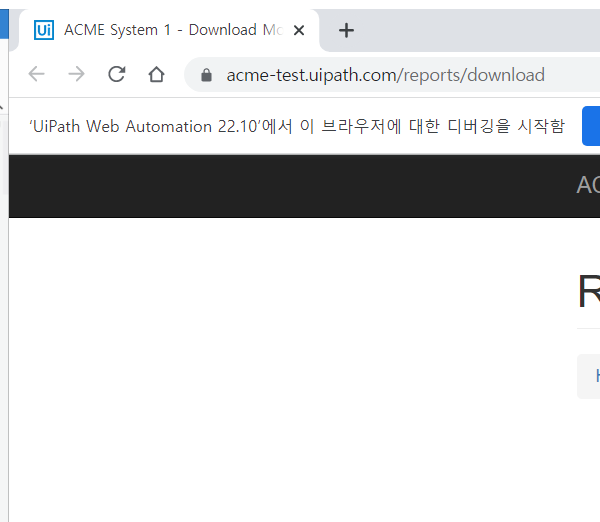 Ui ACME System 1 - Download Mo
acme-test.uipath.com/reports/download
'UiPath Web Automation 22.10'에서 이 브라우저에 대한 디버깅을 시작함
AC
R